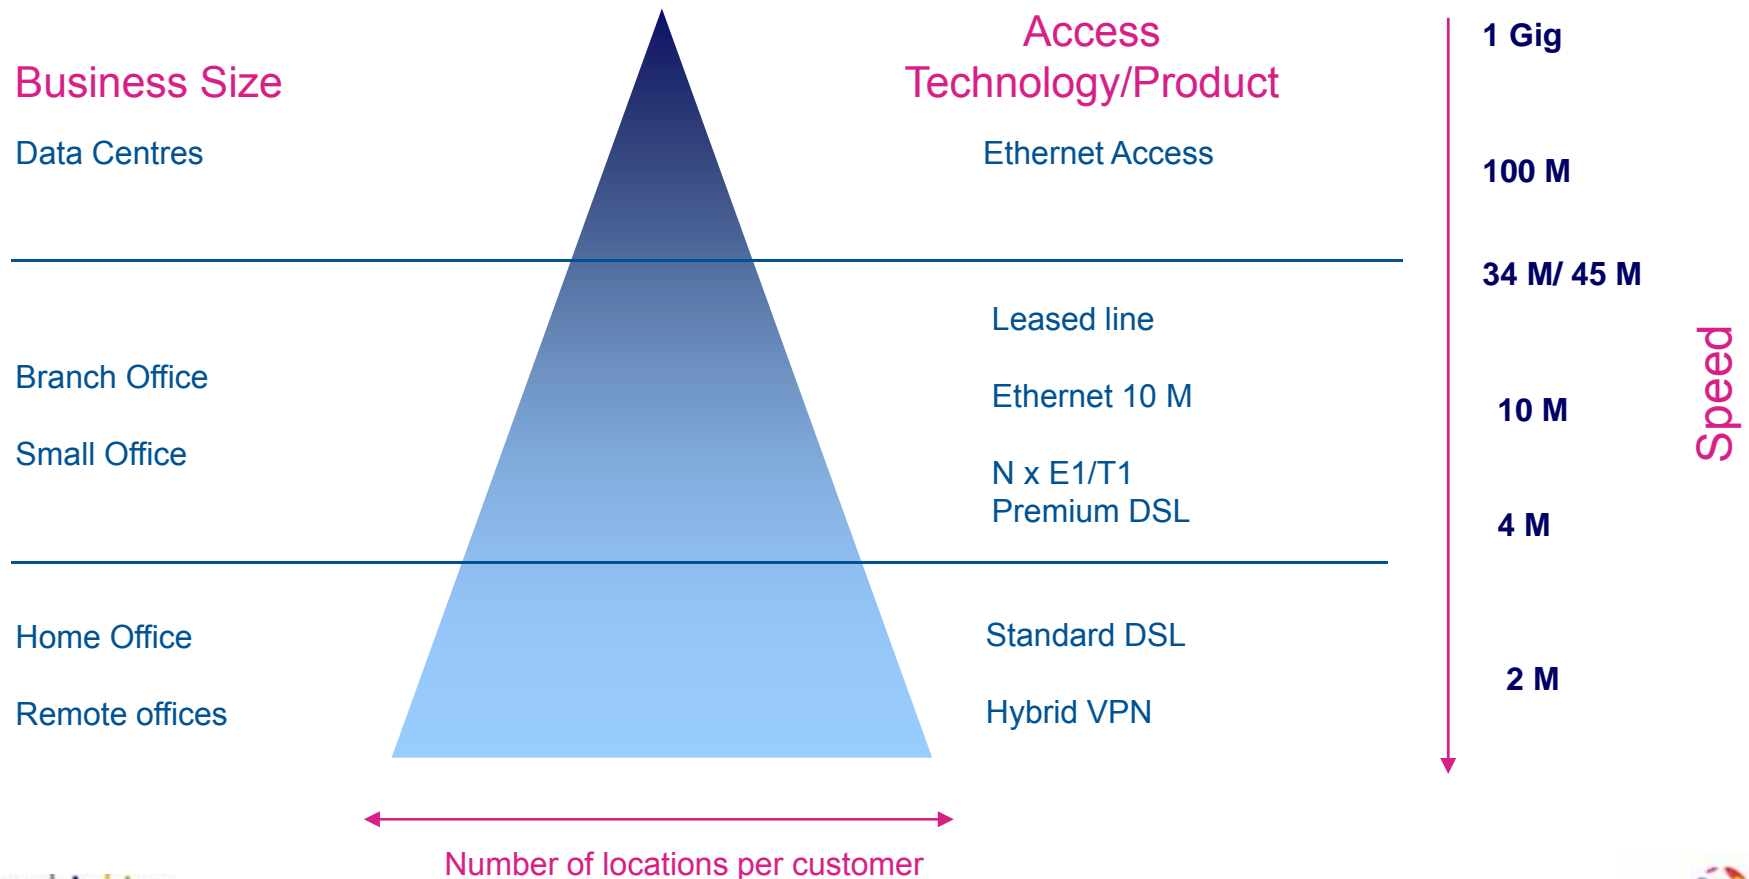 Business Size
Data Centres
Branch Office
Small Office
Home Office
Remote offices
Access
Technology/Product
Ethernet Access
Leased line
Ethernet 10 M
N x E1/T1
Premium DSL
Standard DSL
Hybrid VPN
1 Gig
100 M
34 M/ 45 M
10 M
4 M
2 M
Speed
Number of locations per customer